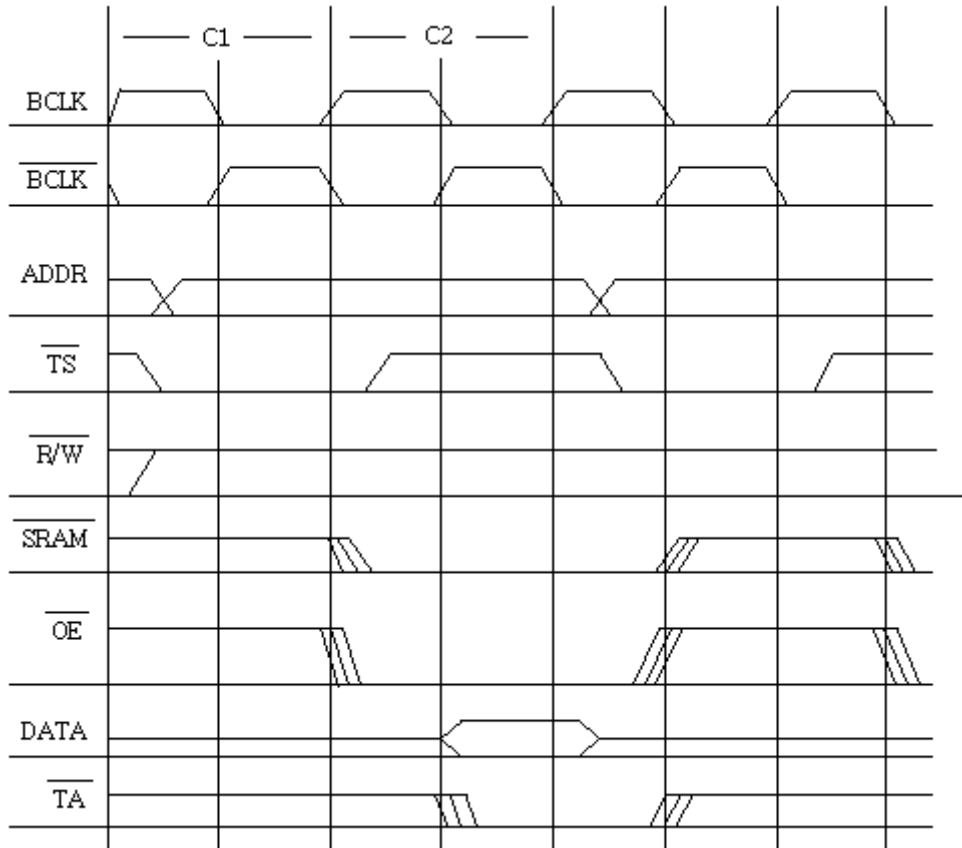 C1
C2
BCLK
BCLK
ADDR
TS
R/W
SRAM
OE
DATA
TA